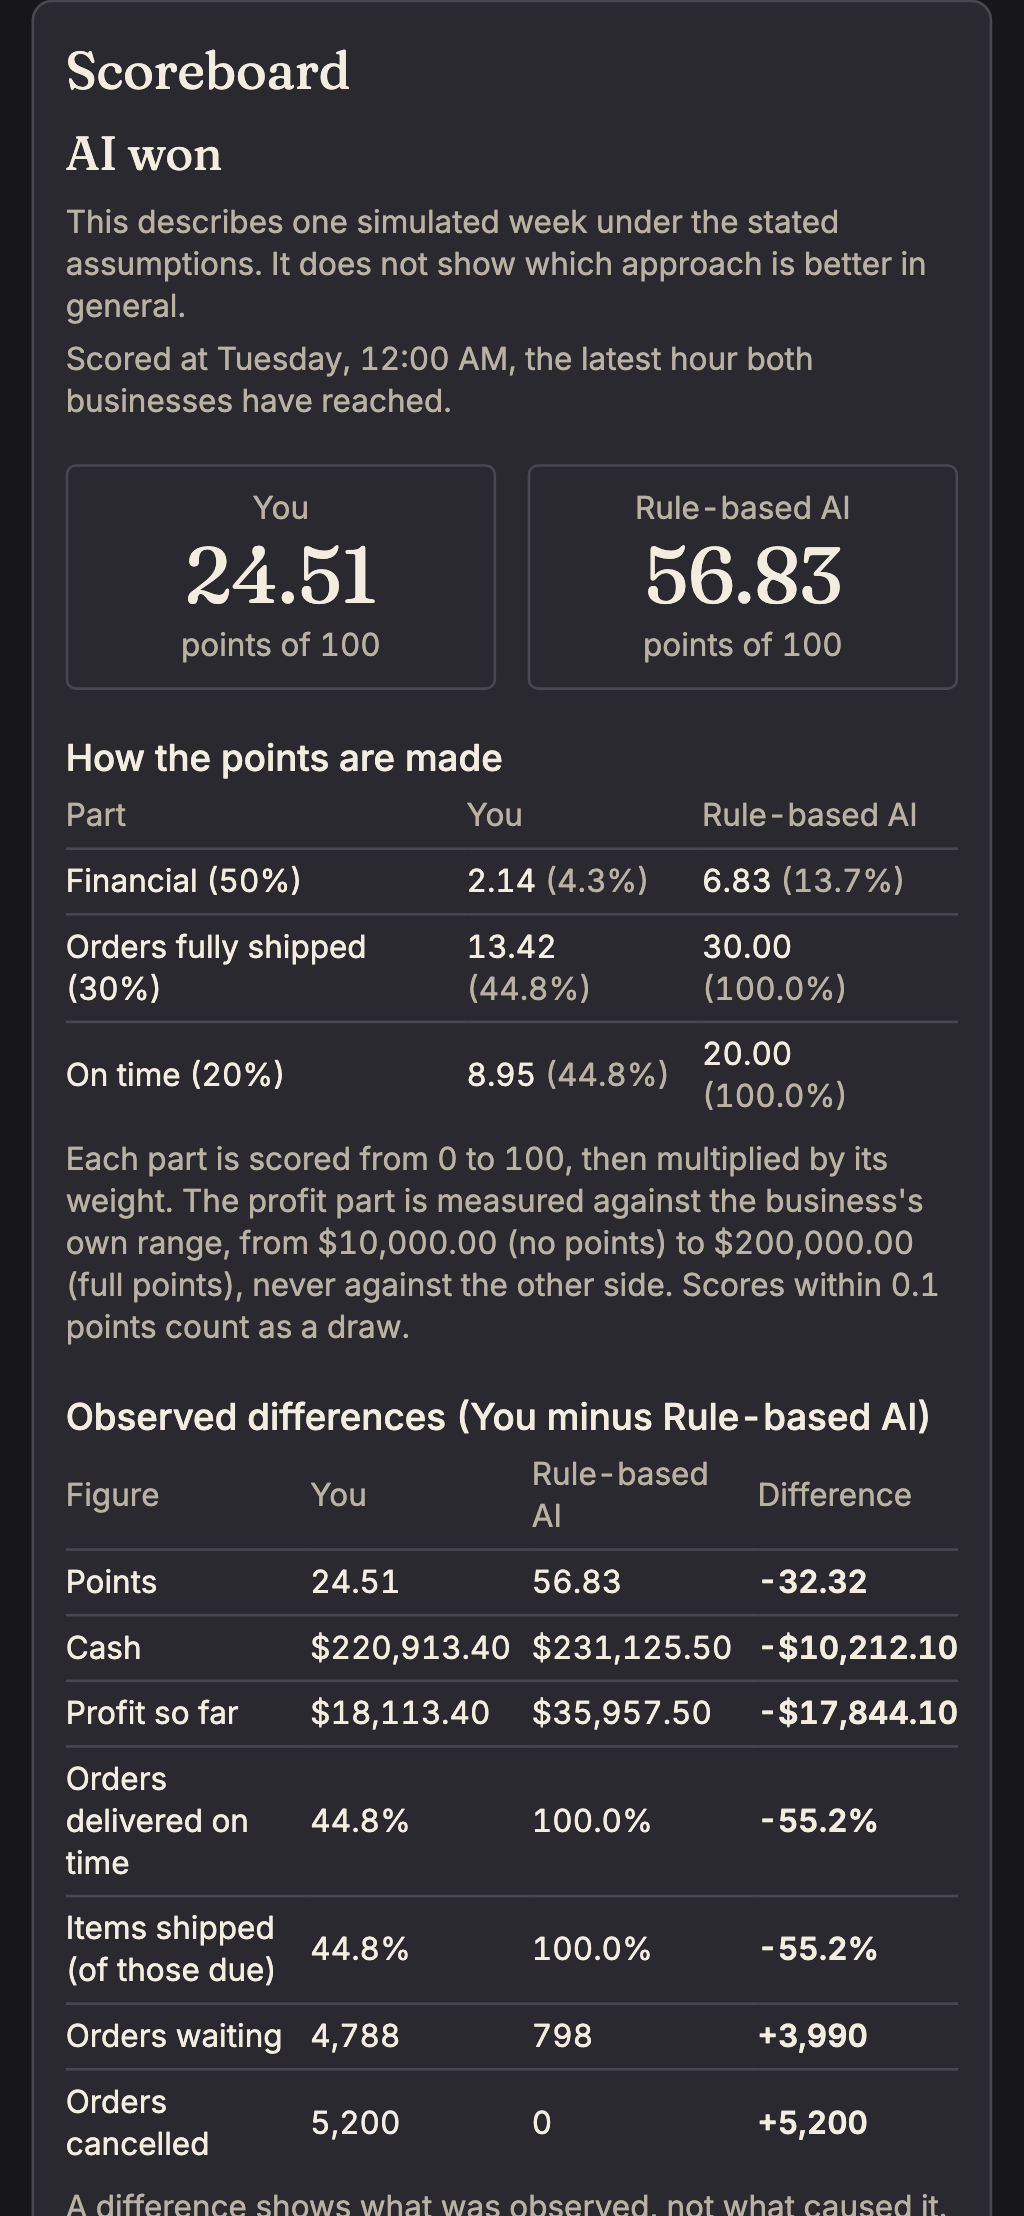 Scoreboard
AI won
This describes one simulated week under the stated
assumptions. It does not show which approach is better in
general.
Scored at Tuesday, 12:00 AM, the latest hour both
businesses have reached.
You
24.51
points of 100
Rule-based AI
56.83
points of 100
How the points are made
Part You Rule-based AI
Financial (50%) 2.14 (4.3%) 6.83 (13.7%)
Orders fully shipped
(30%)
13.42
(44.8%)
30.00
(100.0%)
On time (20%) 8.95 (44.8%)
20.00
(100.0%)
Each part is scored from 0 to 100, then multiplied by its
weight. The profit part is measured against the business's
own range, from $10,000.00 (no points) to $200,000.00
(full points), never against the other side. Scores within 0.1
points count as a draw.
Observed differences (You minus Rule-based AI)
Figure You
Rule-based
AI
Difference
Points 24.51 56.83 -32.32
Cash $220,913.40 $231,125.50 -$10,212.10
Profit so far $18,113.40 $35,957.50 -$17,844.10
Orders
delivered on
time
44.8% 100.0% -55.2%
Items shipped
(of those due)
44.8% 100.0% -55.2%
Orders waiting 4,788 798 +3,990
Orders
cancelled
5,200 0 +5,200
A difference shows what was observed, not what caused it.